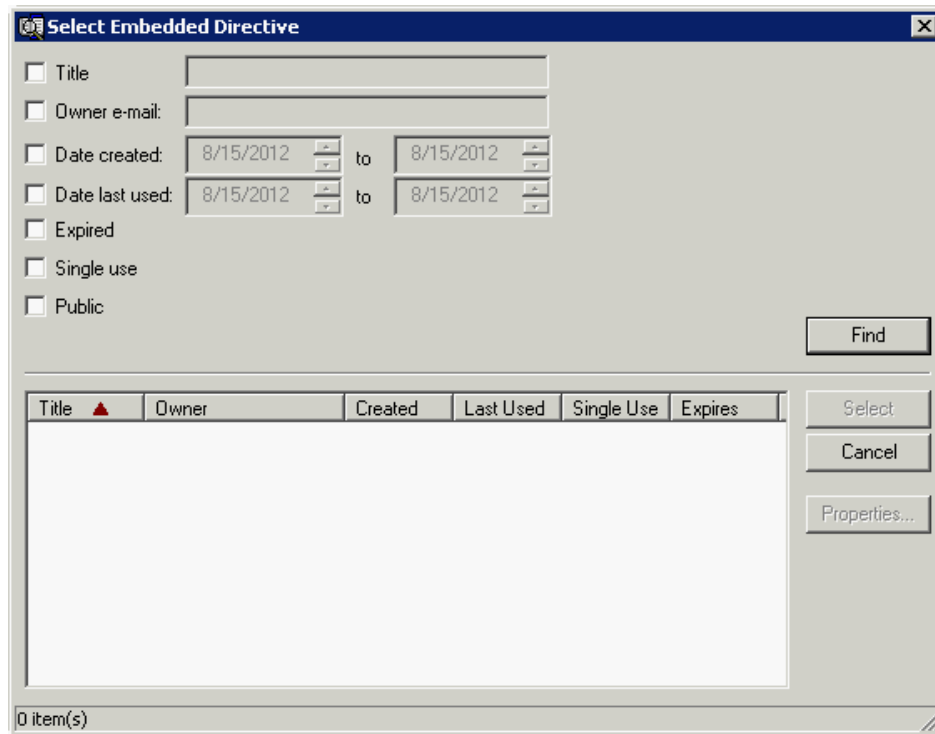 Select Embedded Directive
Title
Owner e-mail:
Date created: 8/15/2012 to 8/15/2012
Date last used: 8/15/2012 to 8/15/2012
Expired
Single use
Public
Find
Title Owner Created Last Used Single Use Expires
Select
Cancel
Properties...
0 item(s)